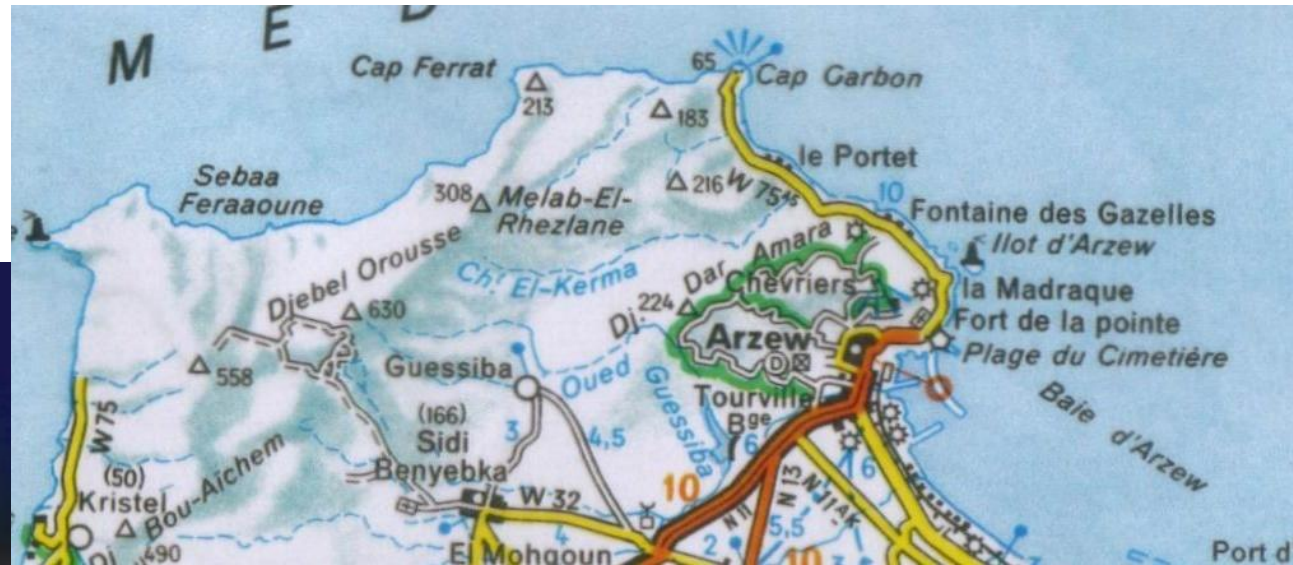 M E D
Cap Ferrat
213
65
Cap Garbon
183
le Portet
216
W 75As
10
Fontaine des Gazelles
Ilot d'Arzew
Sebaa
Feraaoune
308
Melab-El-
Rhezlane
Djebel Orousse
Ch.t El-Kerma
Dj. Dar Amara
224
Chevriers
la Madraque
Fort de la pointe
Plage du Cimetière
Arzew
D
D
630
558
Guessiba
Oued Guessiba
Tourville
Bge
6
Baie d'Arzew
W 75
(166)
Sidi
Benyebka
3
4,5
6
(50)
Kristel
Dj. Bou-Aichem
490
W 32
10
N 11
N 13
N 11AK
4
El Mohgoun
2
5,5
10
Port d